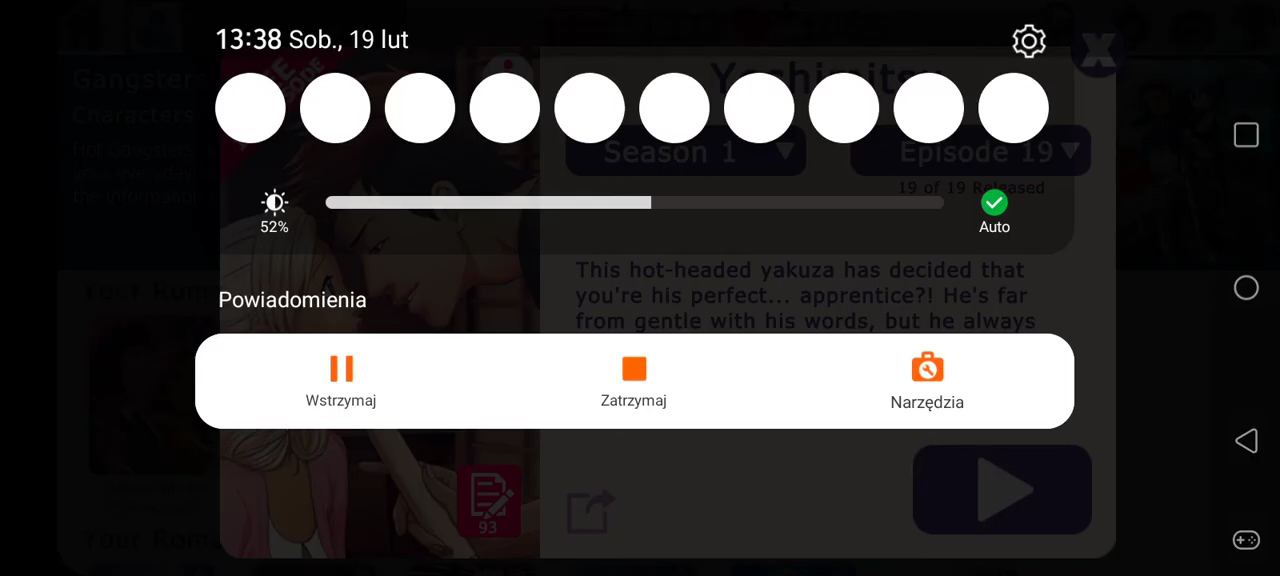 13:38 Sob., 19 lut
Gangsters
Characters
X
Season 1
Episode 19
19 of 19 Released
52%
Auto
This hot-headed yakuza has decided that
you're his perfect... apprentice?! He's far
from gentle with his words, but he always
Powiadomienia
Wstrzymaj
Zatrzymaj
Narzędzia
93